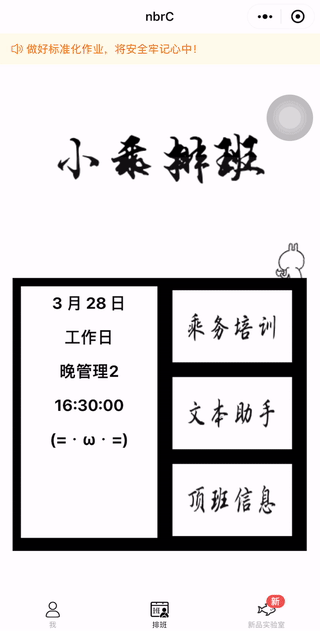 nbrC
做好标准化作业，将安全牢记心中！
小乘排班
3 月 28 日
工作日
晚管理2
16:30:00
(=・ω・=)
乘务培训
文本助手
顶班信息
我
排班
新
新品实验室